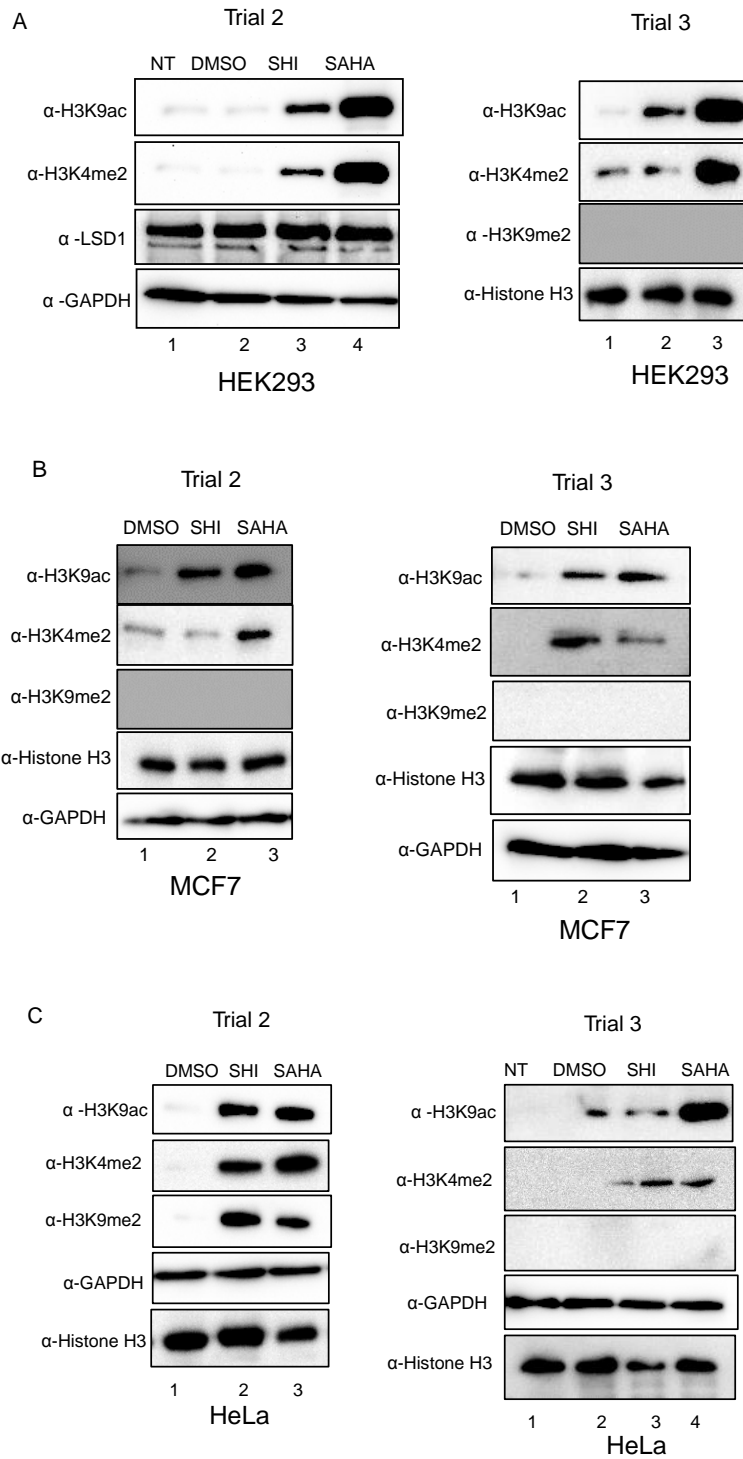 A
Trial 2
NT DMSO SHI SAHA
α-H3K9ac
α-H3K4me2
α -LSD1
α -GAPDH
1 2 3 4
HEK293
Trial 3
α-H3K9ac
α-H3K4me2
α -H3K9me2
α-Histone H3
1 2 3
HEK293
B
Trial 2
DMSO SHI SAHA
α-H3K9ac
α-H3K4me2
α-H3K9me2
α-Histone H3
α-GAPDH
1 2 3
MCF7
Trial 3
DMSO SHI SAHA
α-H3K9ac
α-H3K4me2
α-H3K9me2
α-Histone H3
α-GAPDH
1 2 3
MCF7
C
Trial 2
DMSO SHI SAHA
α -H3K9ac
α-H3K4me2
α-H3K9me2
α-GAPDH
α-Histone H3
1 2 3
HeLa
Trial 3
NT DMSO SHI SAHA
α -H3K9ac
α-H3K4me2
α-H3K9me2
α-GAPDH
α-Histone H3
1 2 3 4
HeLa